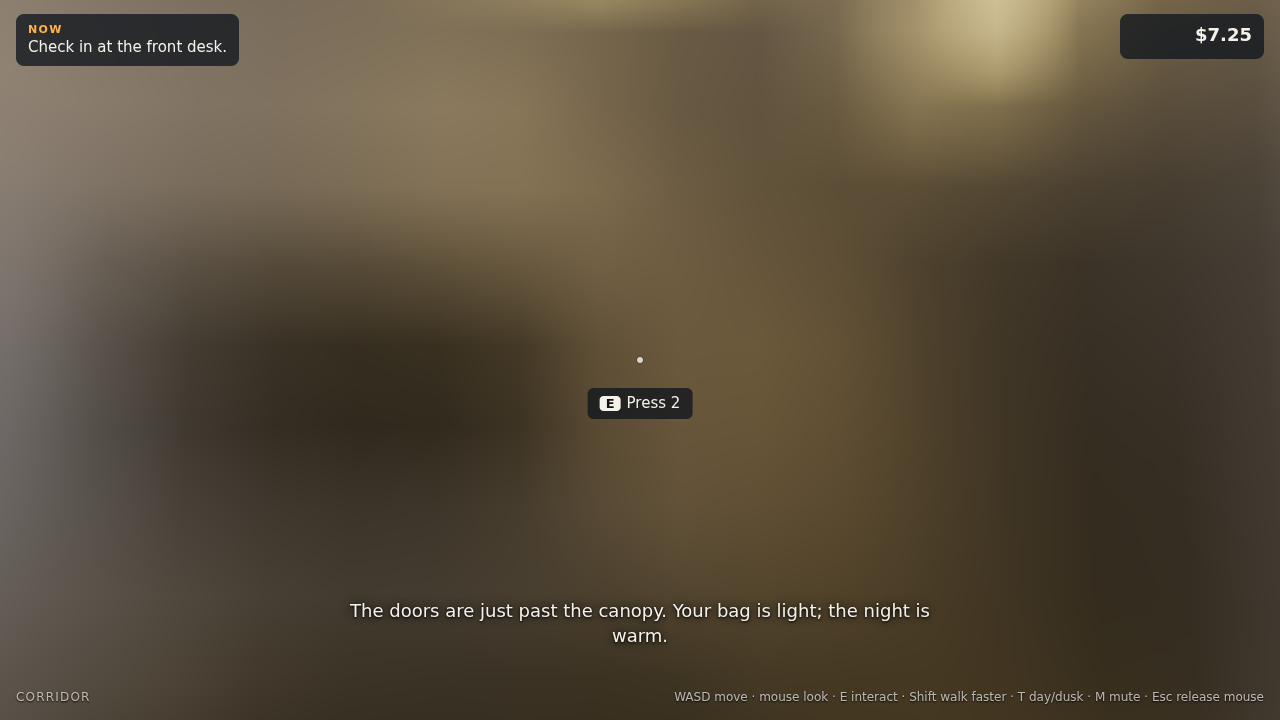 NOW
Check in at the front desk.
$7.25
E Press 2
The doors are just past the canopy. Your bag is light; the night is
warm.
CORRIDOR
WASD move · mouse look · E interact · Shift walk faster · T day/dusk · M mute · Esc release mouse